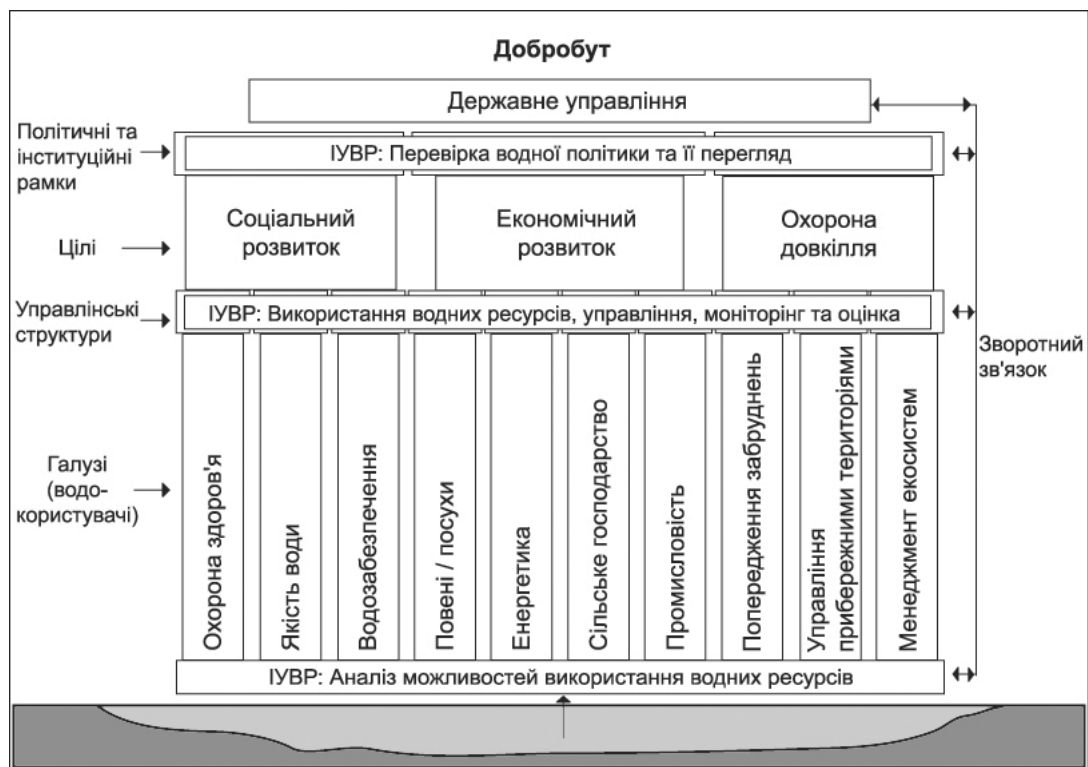 Добробут
Державне управління
Політичні та
інституційні
рамки
ІУВР: Перевірка водної політики та її перегляд
Цілі
Соціальний
розвиток
Економічний
розвиток
Охорона
довкілля
Управлінські
структури
ІУВР: Використання водних ресурсів, управління, моніторінг та оцінка
Зворотний
зв'язок
Галузі
(водо-
користувачі)
Охорона здоров'я
Якість води
Водозабезпечення
Повені / посухи
Енергетика
Сільське господарство
Промисловість
Попередження забруднень
Управління
прибережними територіями
Менеджмент екосистем
ІУВР: Аналіз можливостей використання водних ресурсів